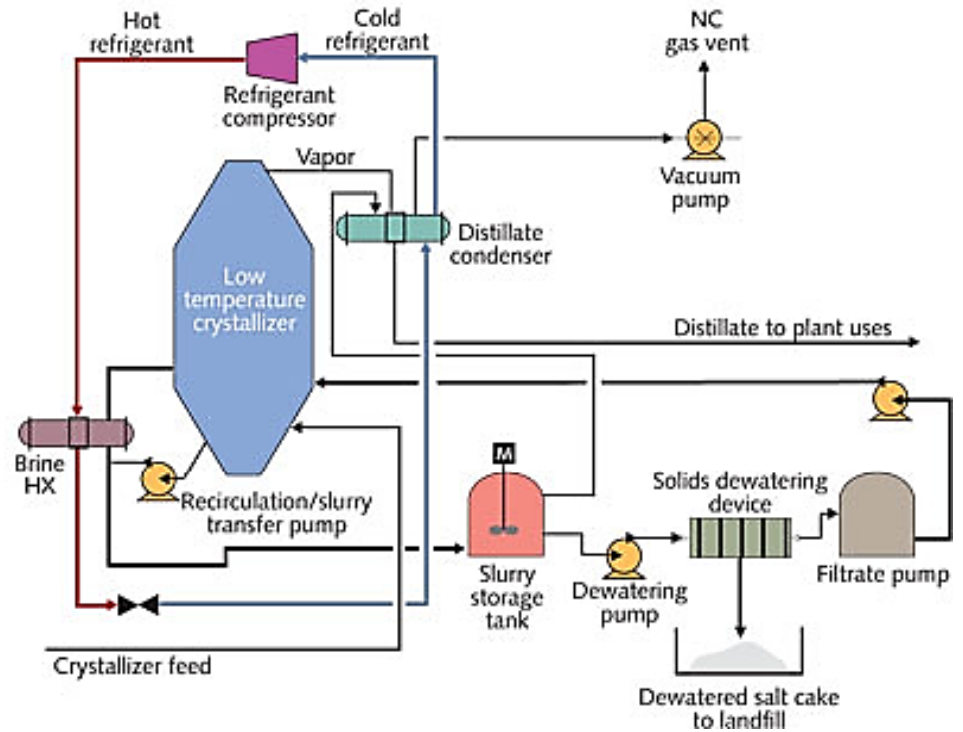 Hot
refrigerant
Cold
refrigerant
NC
gas vent
Refrigerant
compressor
Vapor
Vacuum
pump
Distillate
condenser
Low
temperature
crystallizer
Distillate to plant uses
Brine
HX
M
Recirculation/slurry
transfer pump
Solids dewatering
device
Slurry
storage
tank
Dewatering
pump
Filtrate pump
Crystallizer feed
Dewatered salt cake
to landfill